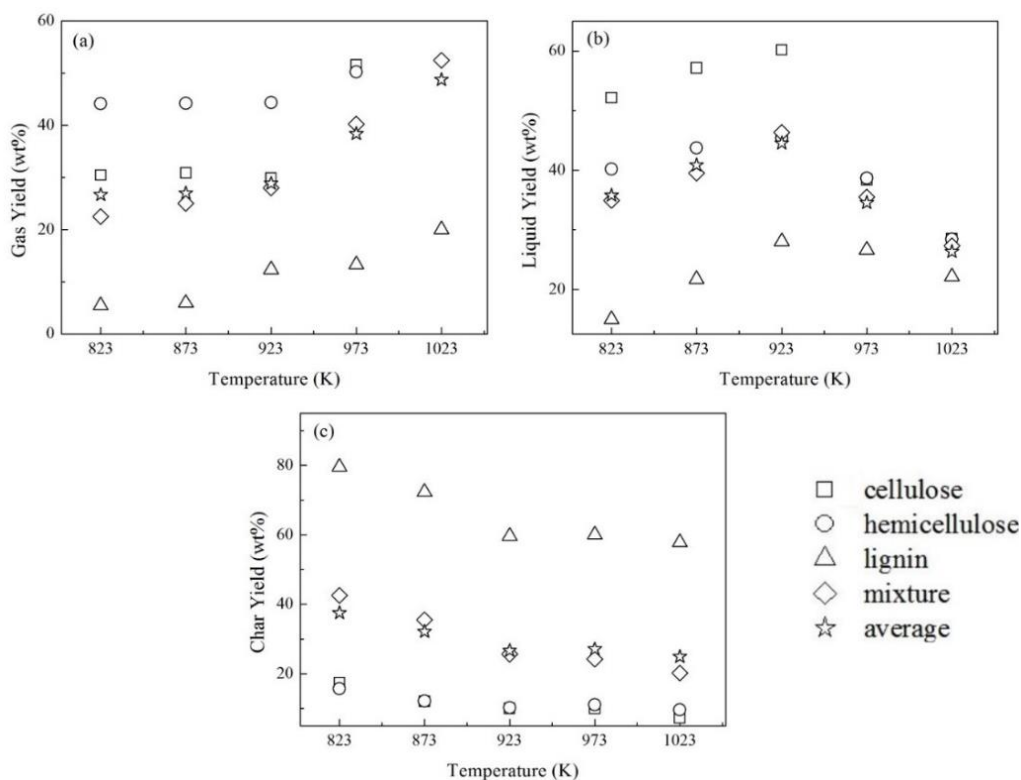 (a)
Gas Yield (wt%)
60
40
20
0
823 873 923 973 1023
Temperature (K)
(b)
Liquid Yield (wt%)
60
40
20
823 873 923 973 1023
Temperature (K)
(c)
Char Yield (wt%)
80
60
40
20
823 873 923 973 1023
Temperature (K)
cellulose
hemicellulose
lignin
mixture
average